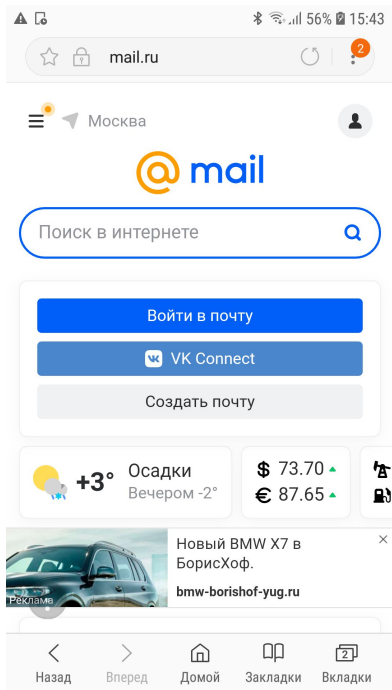 56% 15:43
mail.ru
2
Москва
@ mail
Поиск в интернете
Войти в почту
VK Connect
Создать почту
+3°
Осадки
Вечером -2°
$ 73.70
€ 87.65
Новый BMW X7 в
БорисХоф.
bmw-borishof-yug.ru
Реклама
Назад
Вперед
Домой
Закладки
2
Вкладки